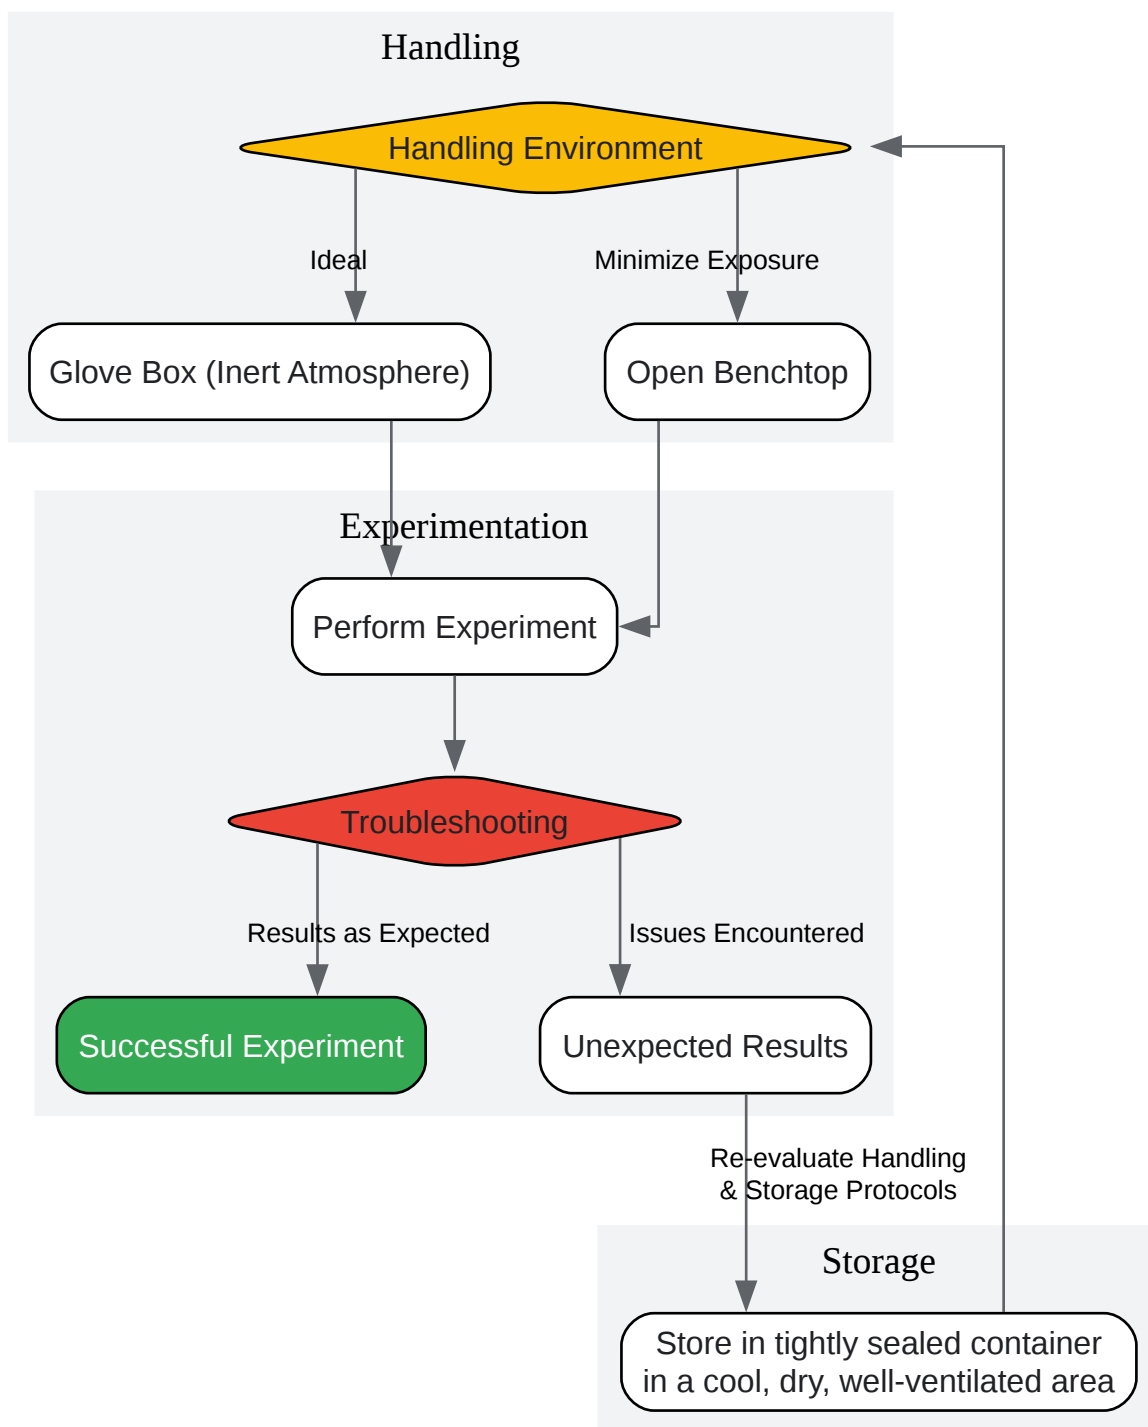 Handling
Handling Environment
Ideal
Minimize Exposure
Glove Box (Inert Atmosphere)
Open Benchtop
Experimentation
Perform Experiment
Troubleshooting
Results as Expected
Issues Encountered
Successful Experiment
Unexpected Results
Re-evaluate Handling
& Storage Protocols
Storage
Store in tightly sealed container
in a cool, dry, well-ventilated area